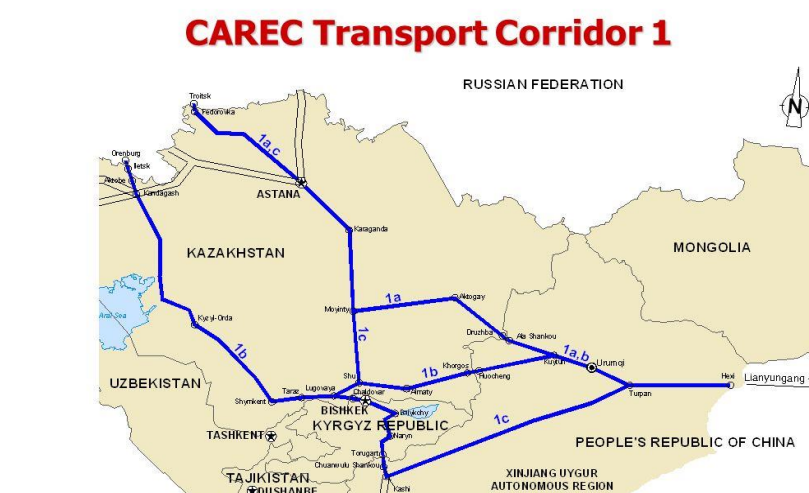 CAREC Transport Corridor 1
RUSSIAN FEDERATION
N
Troitsk
Fedorovka
1a,c
Orenburg
Iletsk
Aktobe
Kandagash
ASTANA
Karaganda
KAZAKHSTAN
MONGOLIA
1a
Aktogay
Moyinty
Aral Sea
Kyzyl-Orda
1c
Druzhba
Ala Shankou
1b
1a,b
Kuytun
Urumqi
Khorgos
1b
Huocheng
Hexi
Lianyungang
Shu
UZBEKISTAN
Taraz
Lugovaya
Almaty
Chaldovar
Turpan
Shymkent
BISHKEK
Balykchy
KYRGYZ REPUBLIC
1c
TASHKENT
Naryn
PEOPLE'S REPUBLIC OF CHINA
Torugart
Shankou
TAJIKISTAN
XINJIANG UYGUR
AUTONOMOUS REGION
DUSHANBE
Kashi